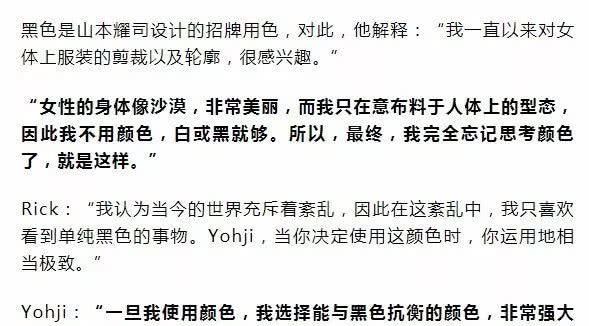 黑色是山本耀司设计的招牌用色，对此，他解释：“我一直以来对女
体上服装的剪裁以及轮廓，很感兴趣。”
“女性的身体像沙漠，非常美丽，而我只在意布料于人体上的型态，
因此我不用颜色，白或黑就够。所以，最终，我完全忘记思考颜色
了，就是这样。”
Rick：“我认为当今的世界充斥着紊乱，因此在这紊乱中，我只喜欢
看到单纯黑色的事物。Yohji，当你决定使用这颜色时，你运用地相
当极致。”
Yohji：“一旦我使用颜色，我选择能与黑色抗衡的颜色，非常强大